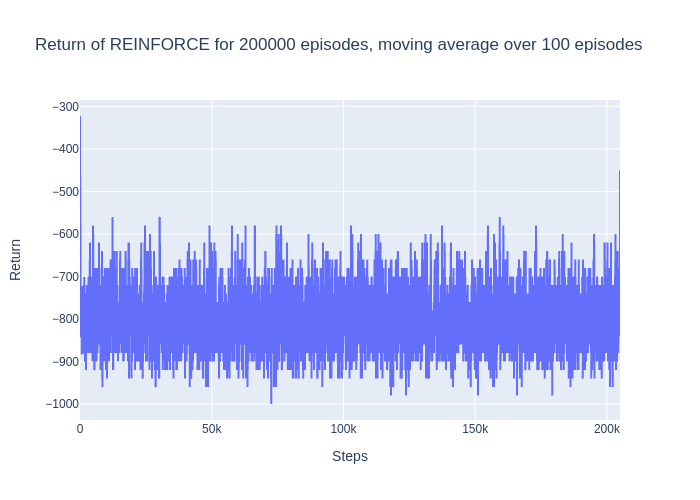 Return of REINFORCE for 200000 episodes, moving average over 100 episodes
−300
−400
−500
−600
−700
−800
−900
−1000
Return
0
50k
100k
150k
200k
Steps